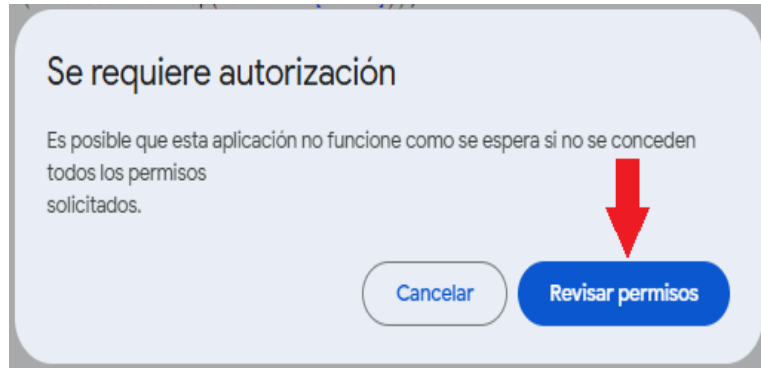 Se requiere autorización
Es posible que esta aplicación no funcione como se espera si no se conceden
todos los permisos
solicitados.
Cancelar
Revisar permisos